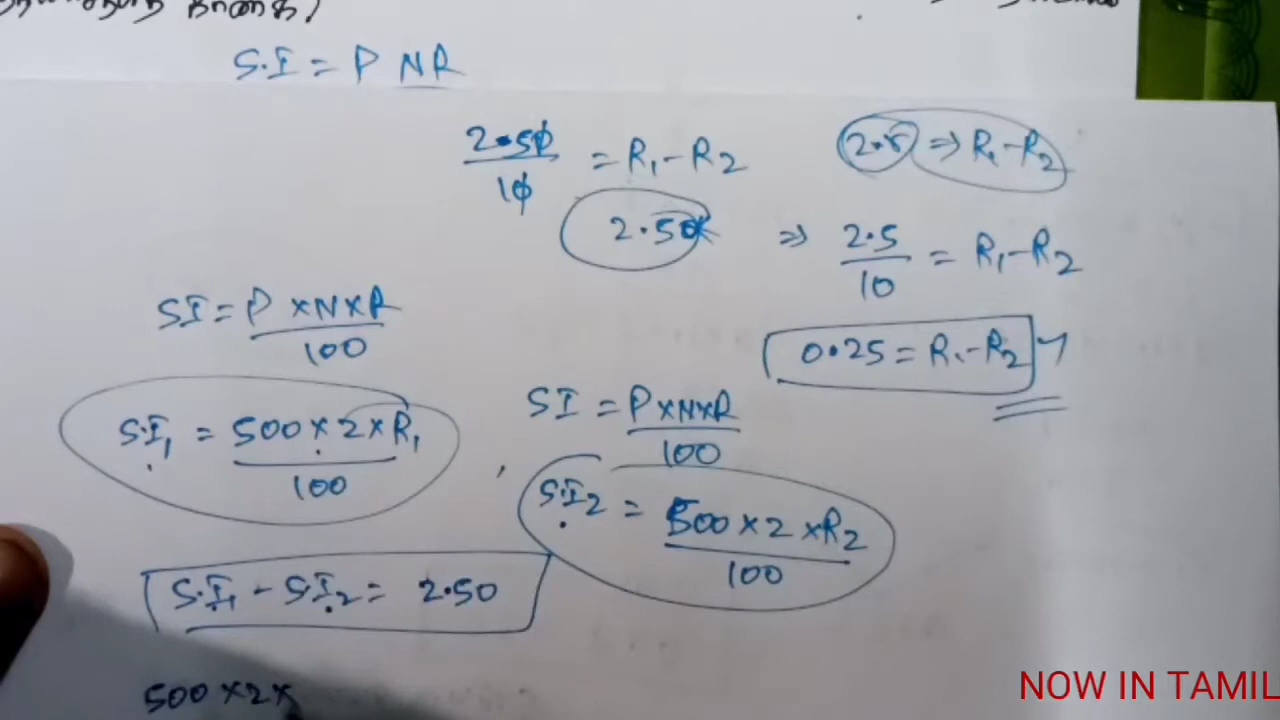 தொகை?
S.I = P N R
2.50 / 10 = R₁ - R₂
2.50
2.5 ⇒ R₁ - R₂
⇒ 2.5 / 10 = R₁ - R₂
0.25 = R₁ - R₂
SI = P × N × R / 100
S.I₁ = 500 × 2 × R₁ / 100
SI = P × N × R / 100
S.I₂ = 500 × 2 × R₂ / 100
S.I₁ - S.I₂ = 2.50
500 × 2 ×
NOW IN TAMIL